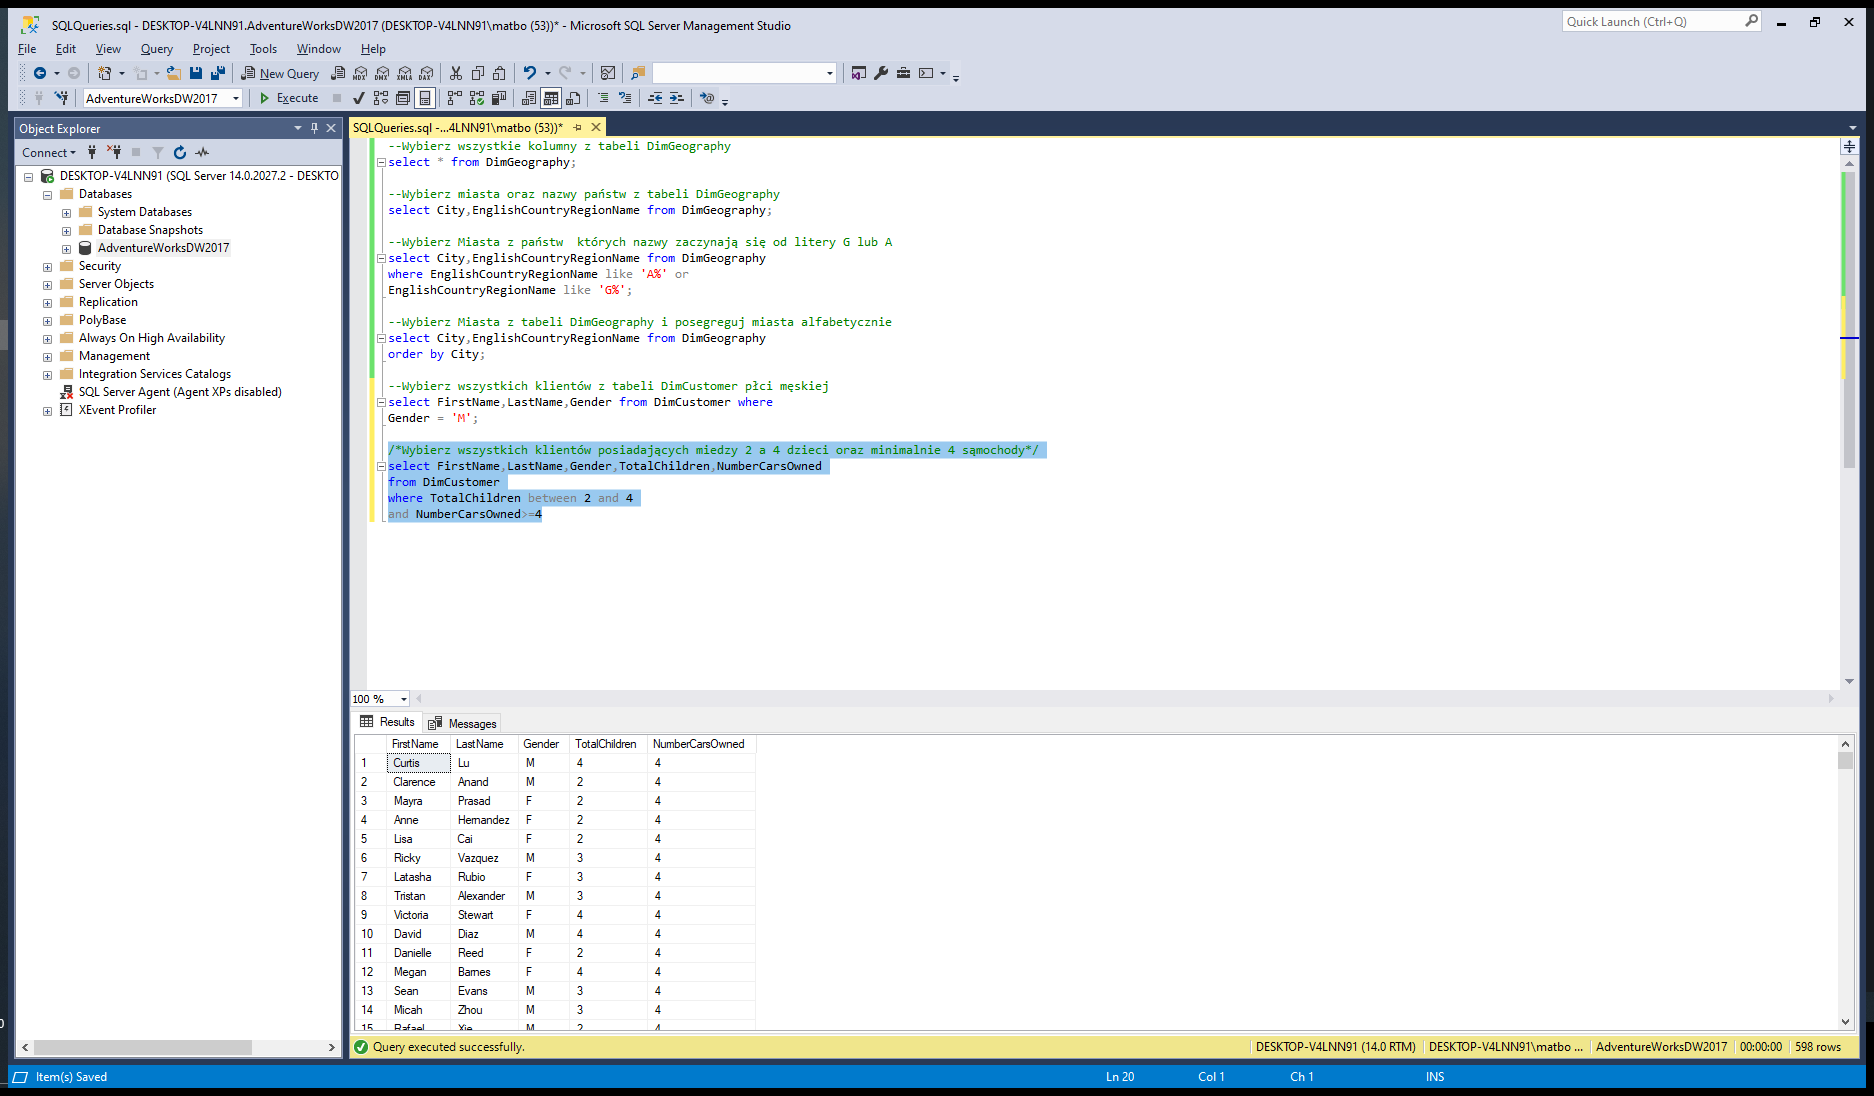 SQLQueries.sql - DESKTOP-V4LNN91.AdventureWorksDW2017 (DESKTOP-V4LNN91\matbo (53))* - Microsoft SQL Server Management Studio
Quick Launch (Ctrl+Q)
File Edit View Query Project Tools Window Help
New Query MDX DMX XMLA DAX
AdventureWorksDW2017 Execute
Object Explorer
Connect
DESKTOP-V4LNN91 (SQL Server 14.0.2027.2 - DESKTO
Databases
System Databases
Database Snapshots
AdventureWorksDW2017
Security
Server Objects
Replication
PolyBase
Always On High Availability
Management
Integration Services Catalogs
SQL Server Agent (Agent XPs disabled)
XEvent Profiler
SQLQueries.sql -...4LNN91\matbo (53))*
--Wybierz wszystkie kolumny z tabeli DimGeography
select * from DimGeography;
--Wybierz miasta oraz nazwy państw z tabeli DimGeography
select City,EnglishCountryRegionName from DimGeography;
--Wybierz Miasta z państw  których nazwy zaczynają się od litery G lub A
select City,EnglishCountryRegionName from DimGeography
where EnglishCountryRegionName like 'A%' or
EnglishCountryRegionName like 'G%';
--Wybierz Miasta z tabeli DimGeography i posegreguj miasta alfabetycznie
select City,EnglishCountryRegionName from DimGeography
order by City;
--Wybierz wszystkich klientów z tabeli DimCustomer płci męskiej
select FirstName,LastName,Gender from DimCustomer where
Gender = 'M';
/*Wybierz wszystkich klientów posiadających miedzy 2 a 4 dzieci oraz minimalnie 4 sąmochody*/
select FirstName,LastName,Gender,TotalChildren,NumberCarsOwned
from DimCustomer
where TotalChildren between 2 and 4
and NumberCarsOwned>=4
100 %
Results Messages
FirstName LastName Gender TotalChildren NumberCarsOwned
1 Curtis Lu M 4 4
2 Clarence Anand M 2 4
3 Mayra Prasad F 2 4
4 Anne Hernandez F 2 4
5 Lisa Cai F 2 4
6 Ricky Vazquez M 3 4
7 Latasha Rubio F 3 4
8 Tristan Alexander M 3 4
9 Victoria Stewart F 4 4
10 David Diaz M 4 4
11 Danielle Reed F 2 4
12 Megan Barnes F 4 4
13 Sean Evans M 3 4
14 Micah Zhou M 3 4
15 Rafael Xie M 2 4
Query executed successfully.
DESKTOP-V4LNN91 (14.0 RTM) DESKTOP-V4LNN91\matbo ... AdventureWorksDW2017 00:00:00 598 rows
Item(s) Saved Ln 20 Col 1 Ch 1 INS